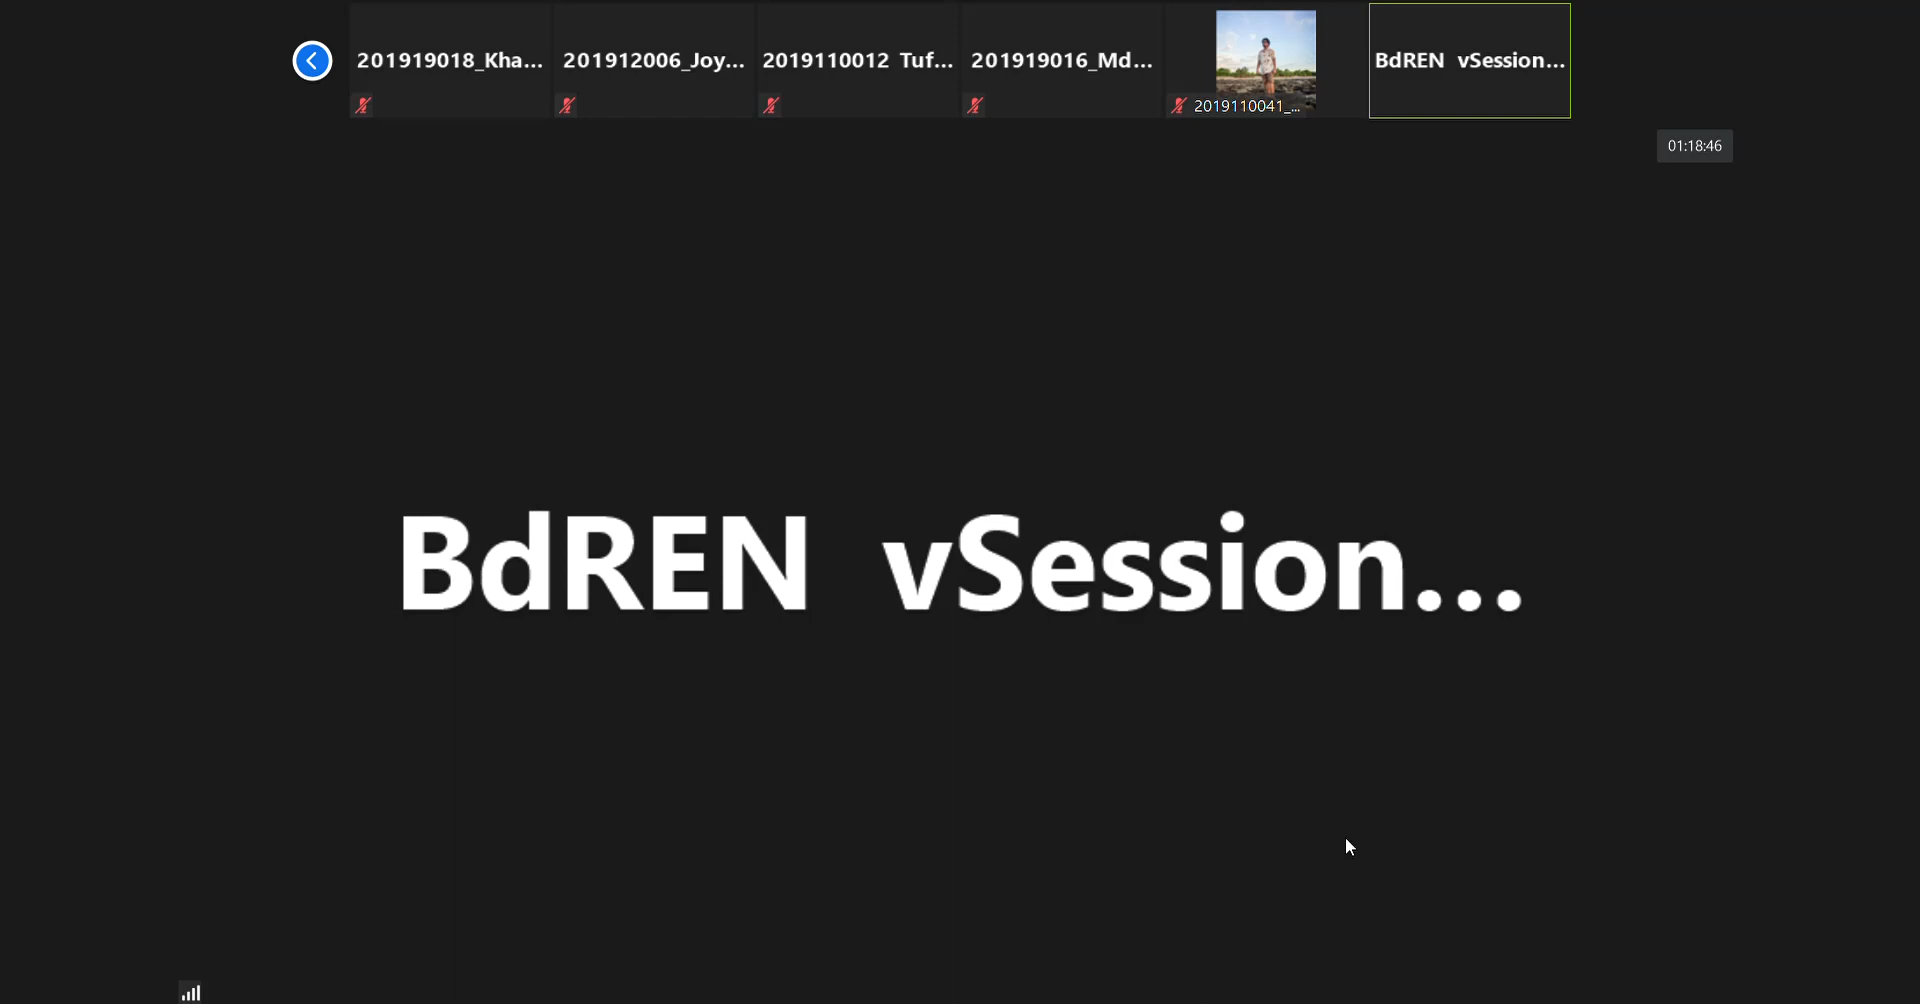 201919018_Kha...
201912006_Joy...
2019110012 Tuf...
201919016_Md...
2019110041_...
BdREN vSession...
01:18:46
BdREN vSession...